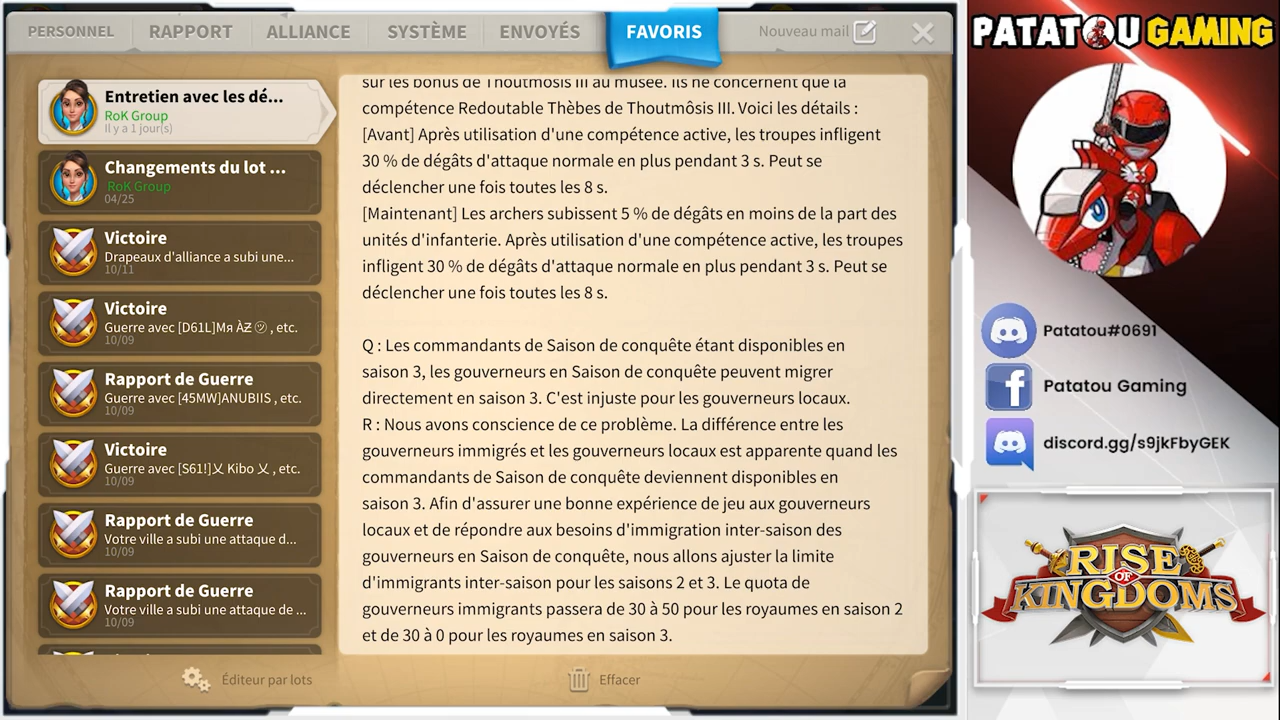 PERSONNEL
RAPPORT
ALLIANCE
SYSTÈME
ENVOYÉS
FAVORIS
Nouveau mail
Entretien avec les dé...
RoK Group
Il y a 1 jour(s)
Changements du lot ...
RoK Group
04/25
Victoire
Drapeaux d'alliance a subi une...
10/11
Victoire
Guerre avec [D61L]Mя ÀƵ ㋡ , etc.
10/09
Rapport de Guerre
Guerre avec [45MW]ANUBIIS , etc.
10/09
Victoire
Guerre avec [S61!]乂 Kibo 乂 , etc.
10/09
Rapport de Guerre
Votre ville a subi une attaque d...
10/09
Rapport de Guerre
Votre ville a subi une attaque de ...
10/09
Éditeur par lots
sur les bonus de Thoutmosis III au musée. Ils ne concernent que la
compétence Redoutable Thèbes de Thoutmôsis III. Voici les détails :
[Avant] Après utilisation d'une compétence active, les troupes infligent
30 % de dégâts d'attaque normale en plus pendant 3 s. Peut se
déclencher une fois toutes les 8 s.
[Maintenant] Les archers subissent 5 % de dégâts en moins de la part des
unités d'infanterie. Après utilisation d'une compétence active, les troupes
infligent 30 % de dégâts d'attaque normale en plus pendant 3 s. Peut se
déclencher une fois toutes les 8 s.
Q : Les commandants de Saison de conquête étant disponibles en
saison 3, les gouverneurs en Saison de conquête peuvent migrer
directement en saison 3. C'est injuste pour les gouverneurs locaux.
R : Nous avons conscience de ce problème. La différence entre les
gouverneurs immigrés et les gouverneurs locaux est apparente quand les
commandants de Saison de conquête deviennent disponibles en
saison 3. Afin d'assurer une bonne expérience de jeu aux gouverneurs
locaux et de répondre aux besoins d'immigration inter-saison des
gouverneurs en Saison de conquête, nous allons ajuster la limite
d'immigrants inter-saison pour les saisons 2 et 3. Le quota de
gouverneurs immigrants passera de 30 à 50 pour les royaumes en saison 2
et de 30 à 0 pour les royaumes en saison 3.
Effacer
PATATOU GAMING
Patatou#0691
Patatou Gaming
discord.gg/s9jkFbyGEK
RISE
OF
KINGDOMS